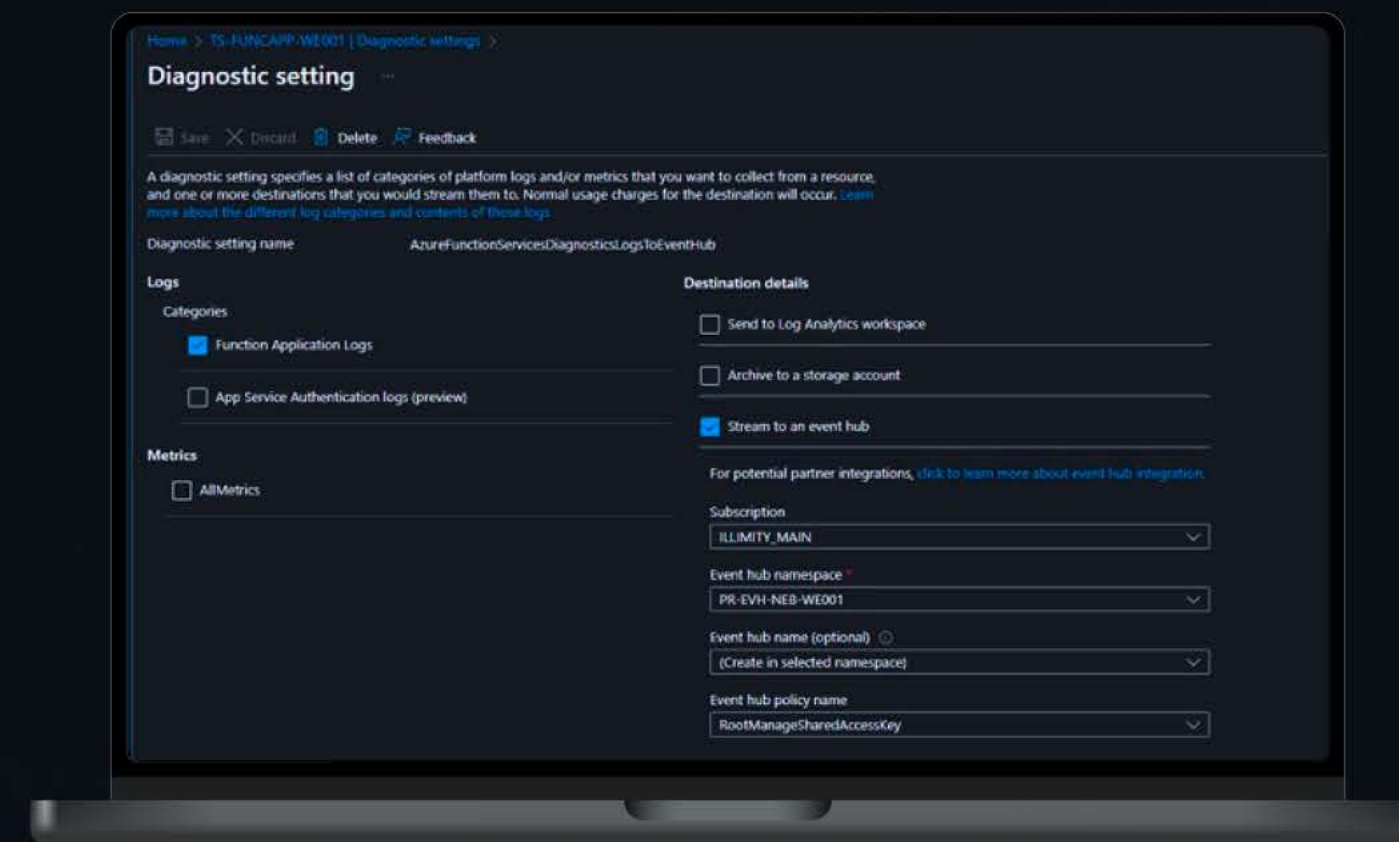 Home > TS-FUNCAPP-WE001 | Diagnostic settings >
Diagnostic setting ...
Save Discard Delete Feedback
A diagnostic setting specifies a list of categories of platform logs and/or metrics that you want to collect from a resource,
and one or more destinations that you would stream them to. Normal usage charges for the destination will occur. Learn
more about the different log categories and contents of those logs
Diagnostic setting name AzureFunctionServicesDiagnosticsLogsToEventHub
Logs
Categories
Function Application Logs
App Service Authentication logs (preview)
Metrics
AllMetrics
Destination details
Send to Log Analytics workspace
Archive to a storage account
Stream to an event hub
For potential partner integrations, click to learn more about event hub integration.
Subscription
ILLIMITY_MAIN
Event hub namespace *
PR-EVH-NEB-WE001
Event hub name (optional)
(Create in selected namespace)
Event hub policy name
RootManageSharedAccessKey